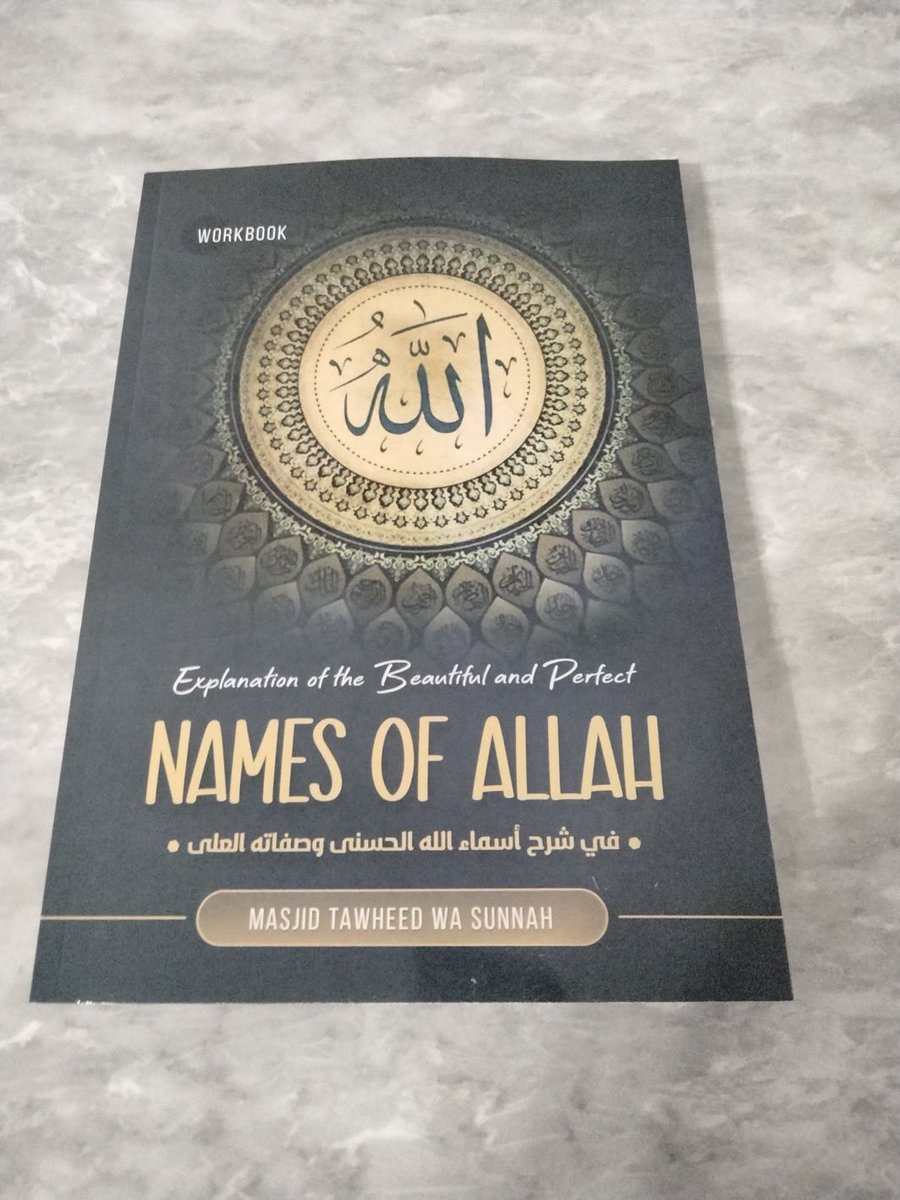 WORKBOOK
الله
Explanation of the Beautiful and Perfect
NAMES OF ALLAH
• في شرح أسماء الله الحسنى وصفاته العلى •
MASJID TAWHEED WA SUNNAH